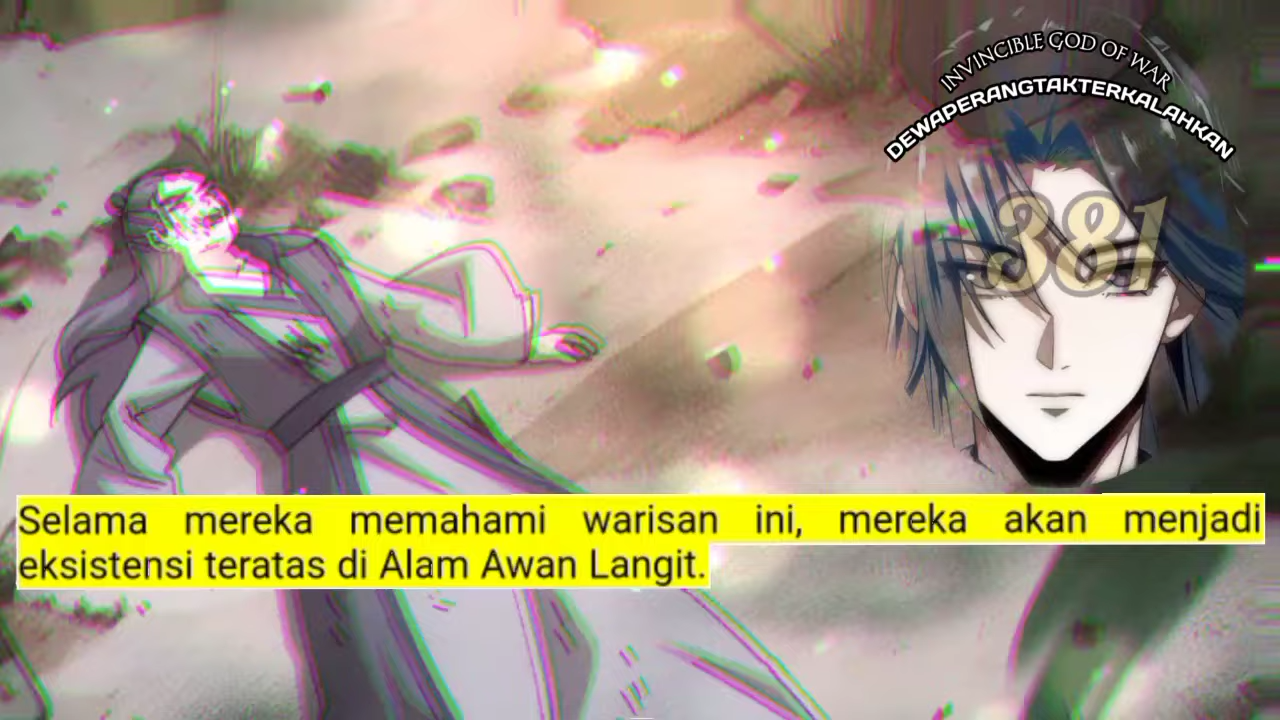 INVINCIBLE GOD OF WAR
DEWAPERANGTAKTERKALAHKAN
381
Selama mereka memahami warisan ini, mereka akan menjadi
eksistensi teratas di Alam Awan Langit.